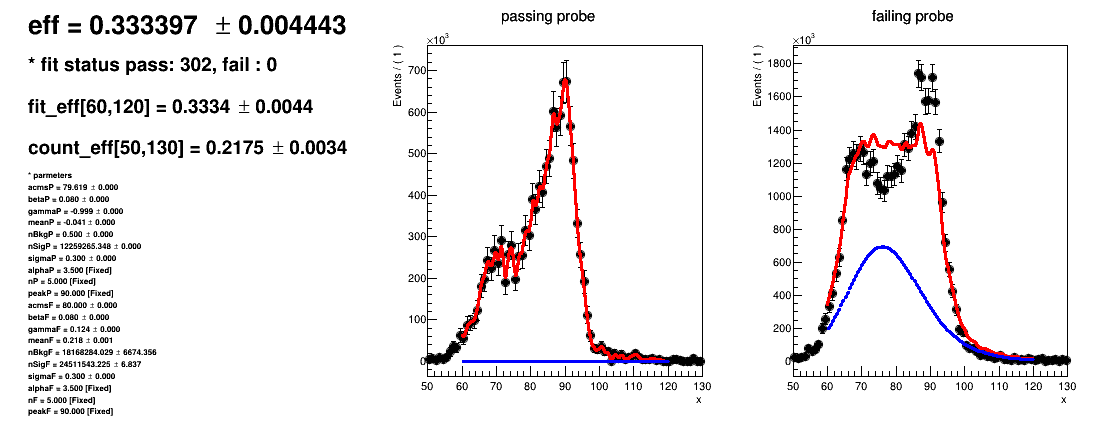 eff = 0.333397 ± 0.004443
* fit status pass: 302, fail : 0
fit_eff[60,120] = 0.3334 ± 0.0044
count_eff[50,130] = 0.2175 ± 0.0034
* parmeters
acmsP = 79.619 ± 0.000
betaP = 0.080 ± 0.000
gammaP = -0.999 ± 0.000
meanP = -0.041 ± 0.000
nBkgP = 0.500 ± 0.000
nSigP = 12259265.348 ± 0.000
sigmaP = 0.300 ± 0.000
alphaP = 3.500 [Fixed]
nP = 5.000 [Fixed]
peakP = 90.000 [Fixed]
acmsF = 80.000 ± 0.000
betaF = 0.080 ± 0.000
gammaF = 0.124 ± 0.000
meanF = 0.218 ± 0.001
nBkgF = 18168284.029 ± 6674.356
nSigF = 24511543.225 ± 6.837
sigmaF = 0.300 ± 0.000
alphaF = 3.500 [Fixed]
nF = 5.000 [Fixed]
peakF = 90.000 [Fixed]
passing probe
×10³
Events / ( 1 )
700
600
500
400
300
200
100
0
50 60 70 80 90 100 110 120 130
x
failing probe
×10³
Events / ( 1 )
1800
1600
1400
1200
1000
800
600
400
200
0
50 60 70 80 90 100 110 120 130
x